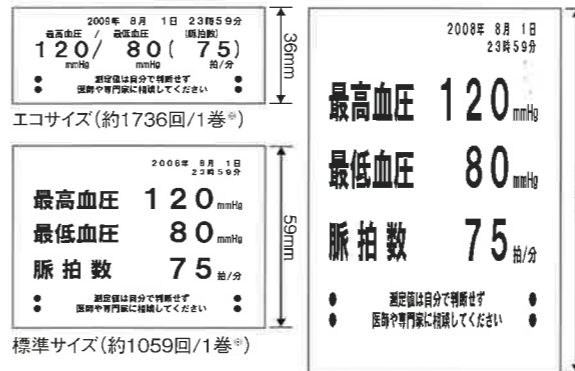 2008年 8月 1日 23時59分
最高血圧 / 最低血圧 [脈拍数]
120/ 80( 75)
mmHg mmHg 拍/分
● 測定値は自分で判断せず ●
● 医師や専門家に相談してください ●
36mm
エコサイズ(約1736回/1巻※)
2008年 8月 1日
23時59分
最高血圧 120mmHg
最低血圧 80mmHg
脈拍数 75拍/分
● 測定値は自分で判断せず ●
● 医師や専門家に相談してください ●
59mm
標準サイズ(約1059回/1巻※)
2008年 8月 1日
23時59分
最高血圧 120mmHg
最低血圧 80mmHg
脈拍数 75拍/分
● 測定値は自分で判断せず ●
● 医師や専門家に相談してください ●